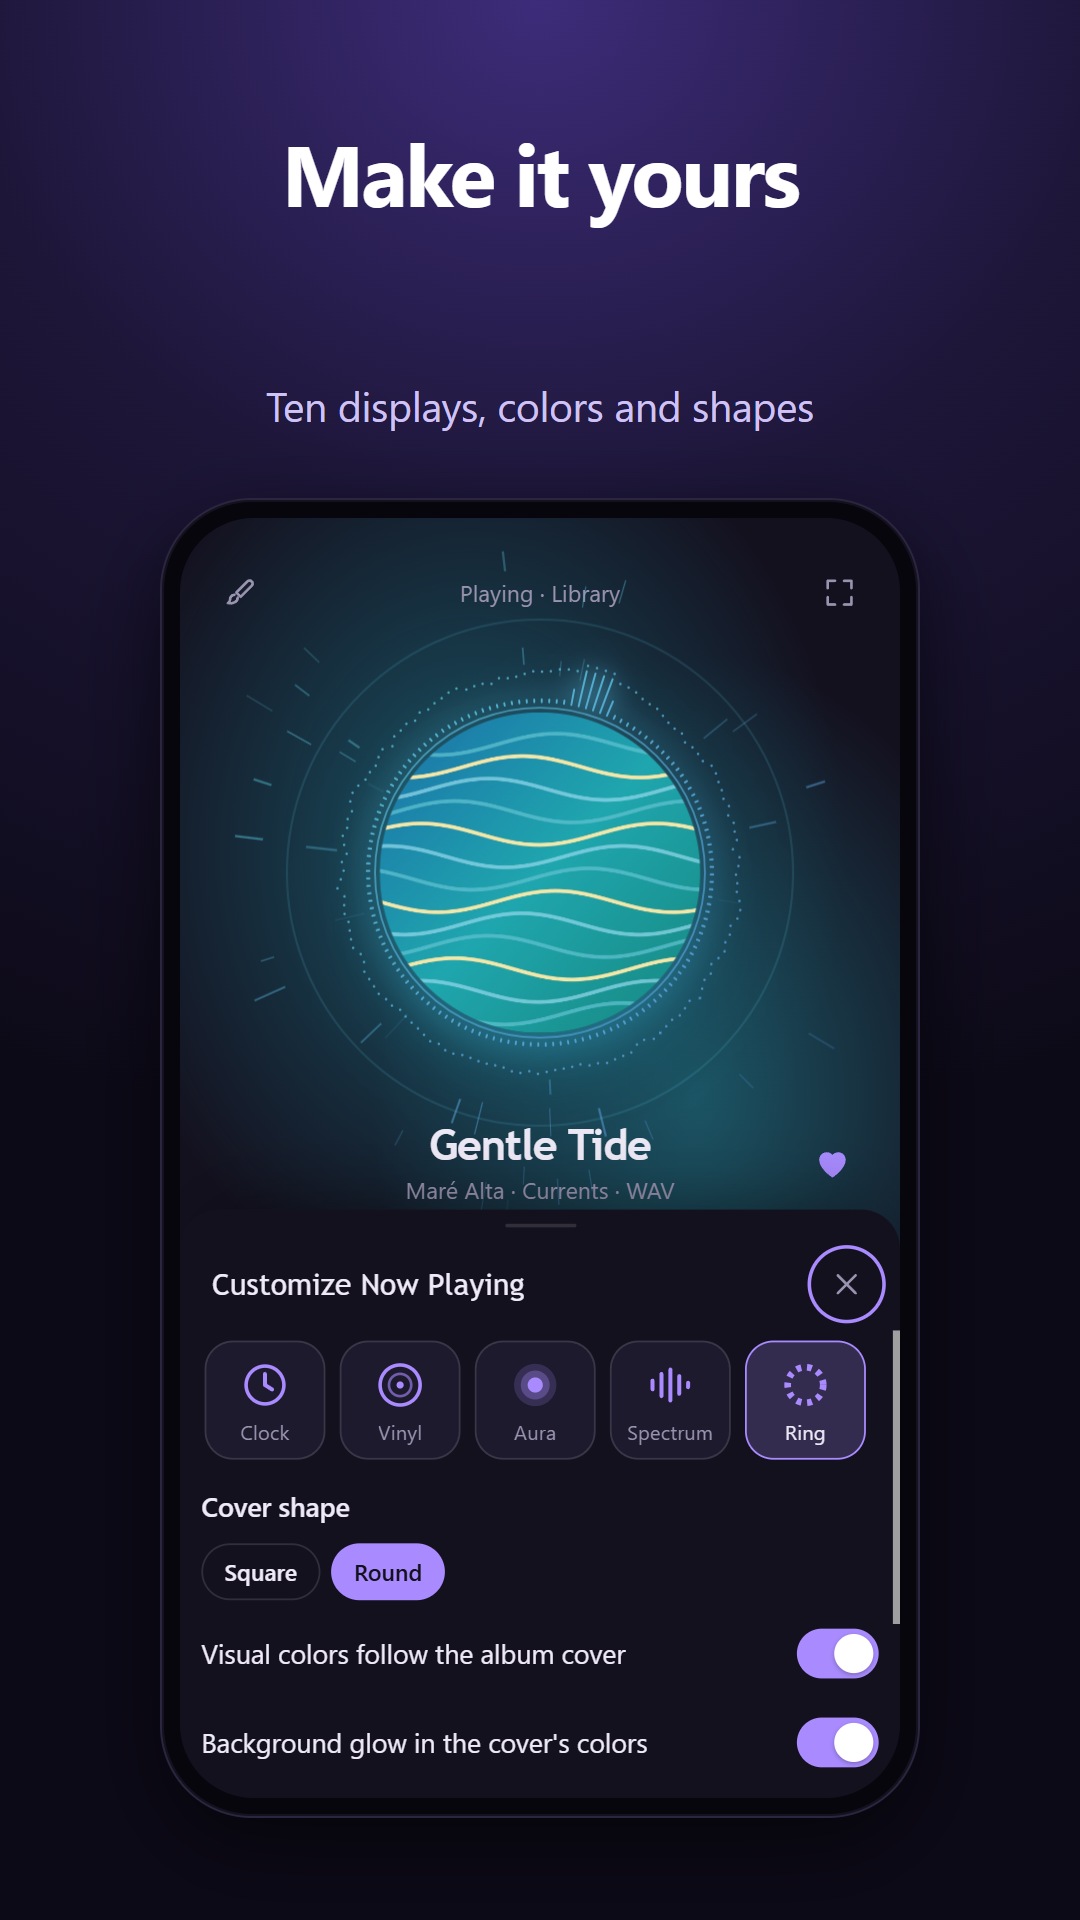 Make it yours
Ten displays, colors and shapes
Playing · Library
Gentle Tide
Maré Alta · Currents · WAV
Customize Now Playing
Clock
Vinyl
Aura
Spectrum
Ring
Cover shape
Square
Round
Visual colors follow the album cover
Background glow in the cover's colors